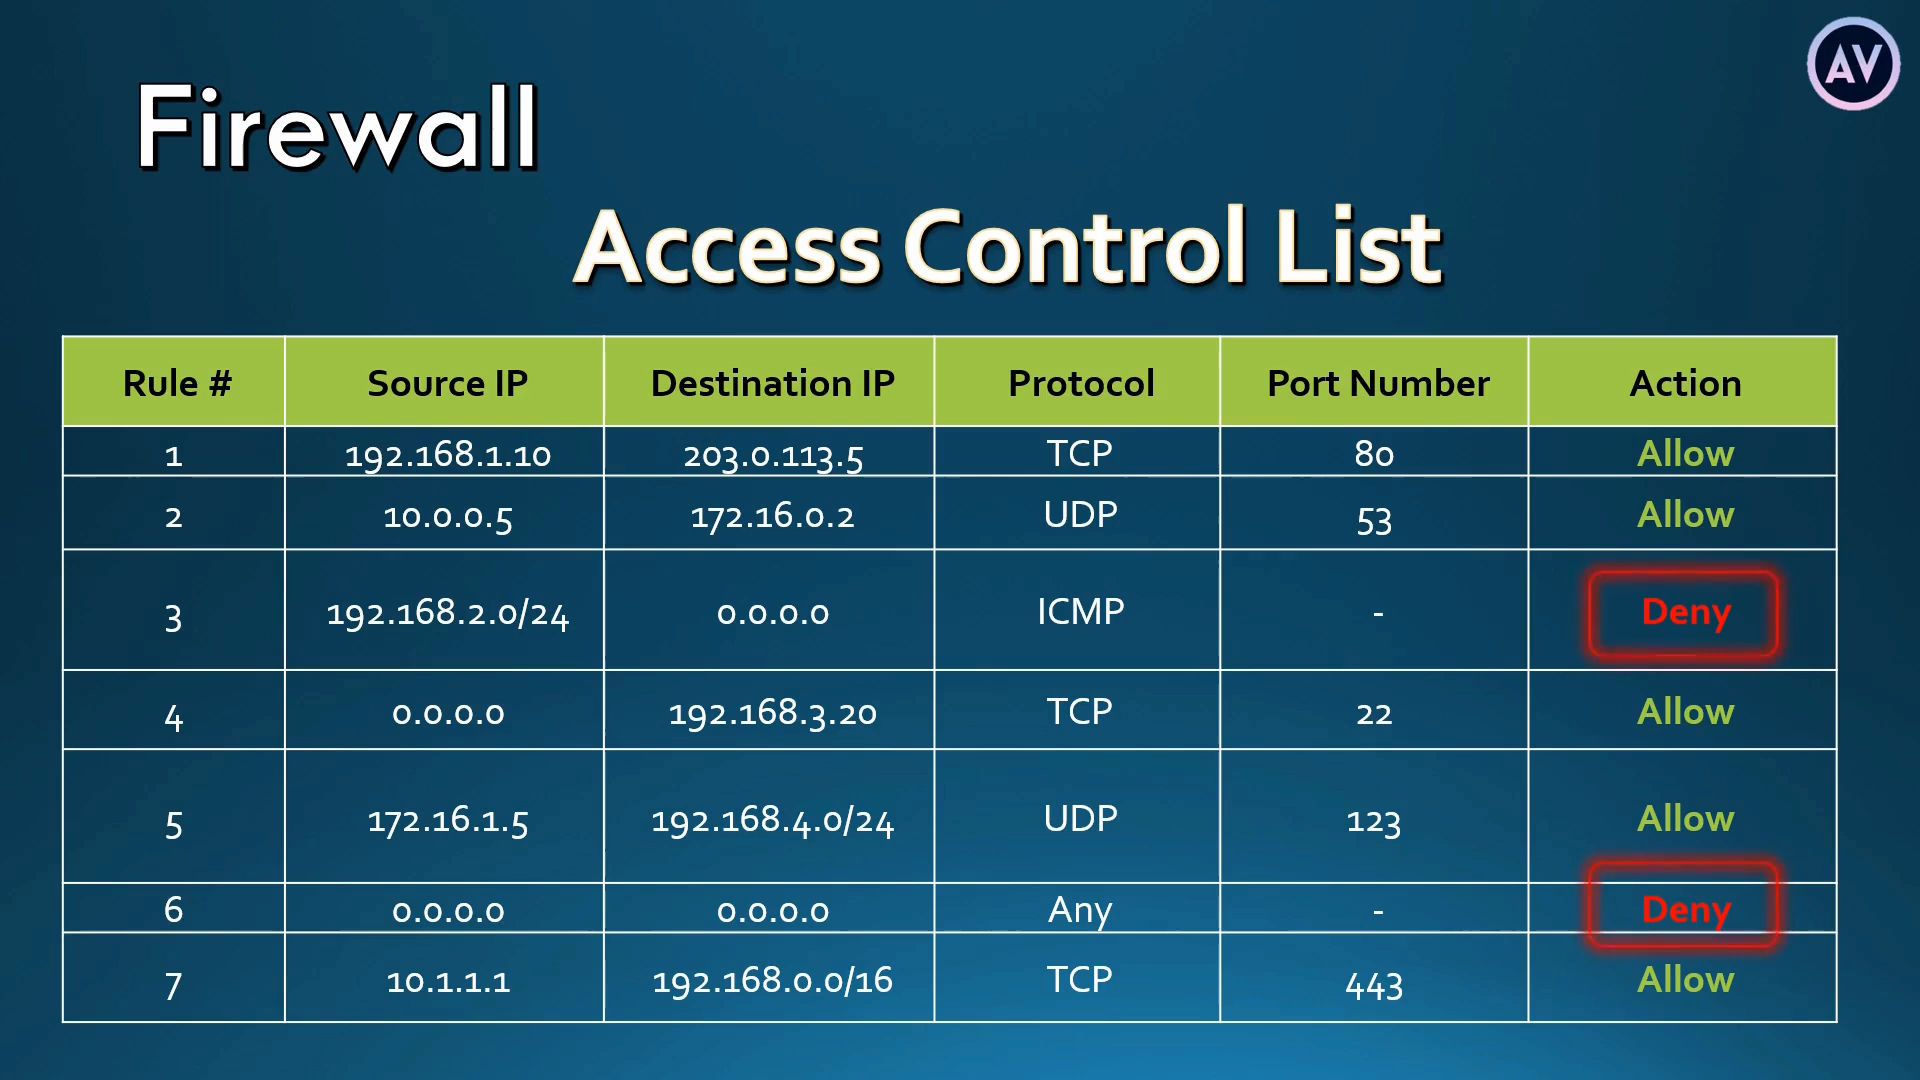 AV
Firewall
Access Control List
Rule # Source IP Destination IP Protocol Port Number Action
1 192.168.1.10 203.0.113.5 TCP 80 Allow
2 10.0.0.5 172.16.0.2 UDP 53 Allow
3 192.168.2.0/24 0.0.0.0 ICMP - Deny
4 0.0.0.0 192.168.3.20 TCP 22 Allow
5 172.16.1.5 192.168.4.0/24 UDP 123 Allow
6 0.0.0.0 0.0.0.0 Any - Deny
7 10.1.1.1 192.168.0.0/16 TCP 443 Allow